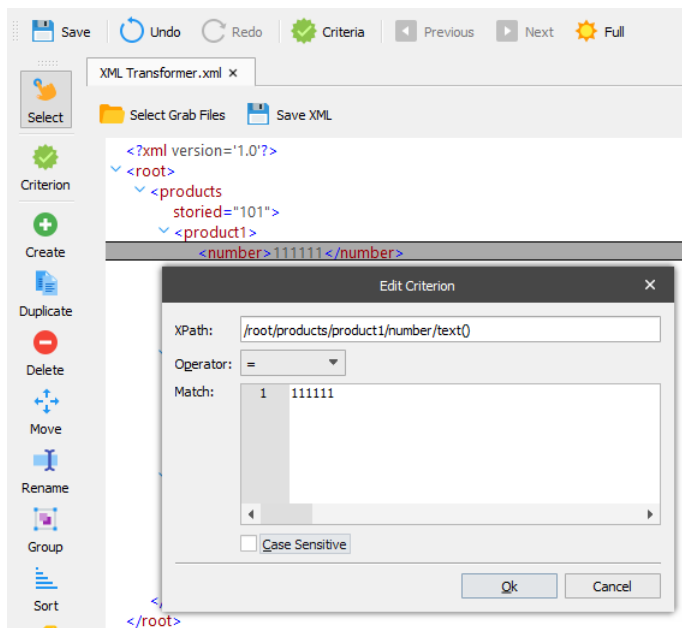 Save Undo Redo Criteria Previous Next Full
XML Transformer.xml ×
Select
Select Grab Files Save XML
<?xml version='1.0'?>
<root>
<products
storied="101">
<product1>
<number>111111</number>
Criterion
Create
Duplicate
Delete
Move
Rename
Group
Sort
Edit Criterion
XPath: /root/products/product1/number/text()
Operator: =
Match: 1 111111
Case Sensitive
Ok Cancel
</root>